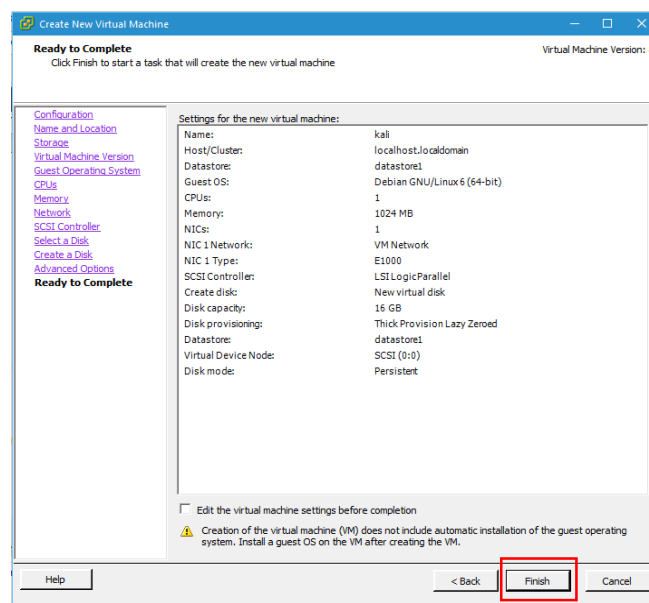 Create New Virtual Machine
Ready to Complete
Click Finish to start a task that will create the new virtual machine
Virtual Machine Version:
Configuration
Name and Location
Storage
Virtual Machine Version
Guest Operating System
CPUs
Memory
Network
SCSI Controller
Select a Disk
Create a Disk
Advanced Options
Ready to Complete
Settings for the new virtual machine:
Name: kali
Host/Cluster: localhost.localdomain
Datastore: datastore1
Guest OS: Debian GNU/Linux 6 (64-bit)
CPUs: 1
Memory: 1024 MB
NICs: 1
NIC 1 Network: VM Network
NIC 1 Type: E1000
SCSI Controller: LSI Logic Parallel
Create disk: New virtual disk
Disk capacity: 16 GB
Disk provisioning: Thick Provision Lazy Zeroed
Datastore: datastore1
Virtual Device Node: SCSI (0:0)
Disk mode: Persistent
Edit the virtual machine settings before completion
Creation of the virtual machine (VM) does not include automatic installation of the guest operating
system. Install a guest OS on the VM after creating the VM.
Help
< Back
Finish
Cancel